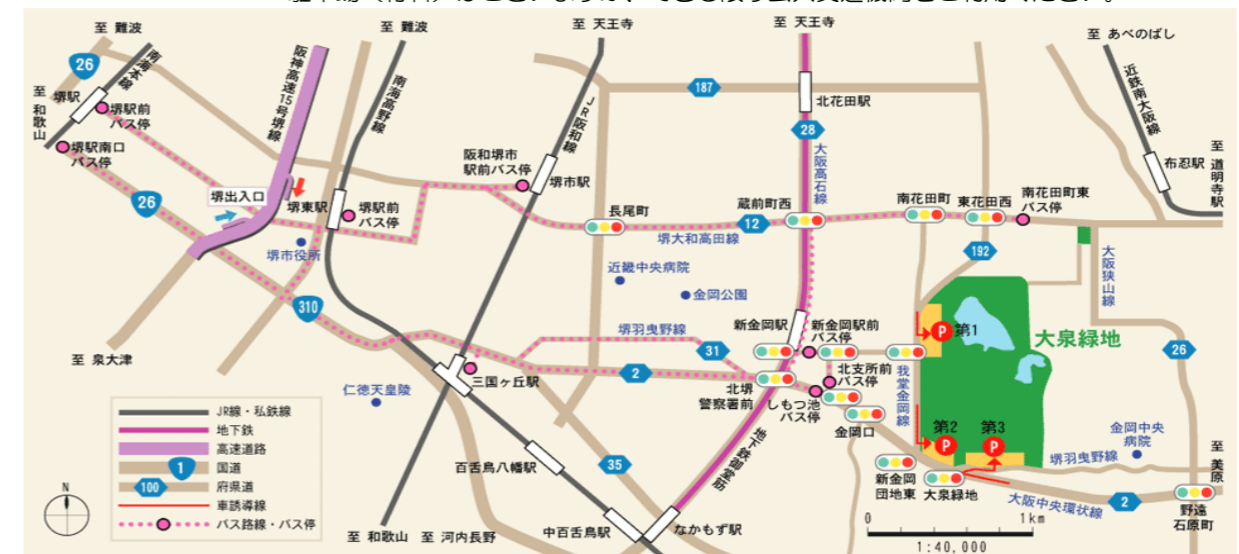 至 難波
26
南海本線
堺駅
至 和歌山
堺駅前
バス停
堺駅南口
バス停
阪神高速15号堺線
至 難波
南海高野線
至 天王寺
JR阪和線
至 天王寺
187
北花田駅
28
大阪高石線
至 あべのばし
近鉄南大阪線
布忍駅
至 道明寺駅
26
堺出入口
堺東駅
堺駅前
バス停
堺市役所
阪和堺市
駅前バス停
堺市駅
長尾町
蔵前町西
12
堺大和高田線
南花田町
東花田西
南花田町東
バス停
192
大阪狭山線
近畿中央病院
金岡公園
310
至 泉大津
堺羽曳野線
31
2
新金岡駅
新金岡駅前
バス停
北支所前
バス停
北堺
警察署前
しもつ池
バス停
金岡口
我堂金岡線
P 第1
大泉緑地
26
三国ヶ丘駅
仁徳天皇陵
第2
P
第3
P
金岡中央
病院
堺羽曳野線
至 美原
JR線・私鉄線
地下鉄
高速道路
1
国道
100
府県道
車誘導線
バス路線・バス停
N
百舌鳥八幡駅
35
地下鉄御堂筋
中百舌鳥駅
なかもず駅
至 和歌山
至 河内長野
新金岡
団地東
大泉緑地
大阪中央環状線
2
野遠
石原町
0
1km
1:40,000